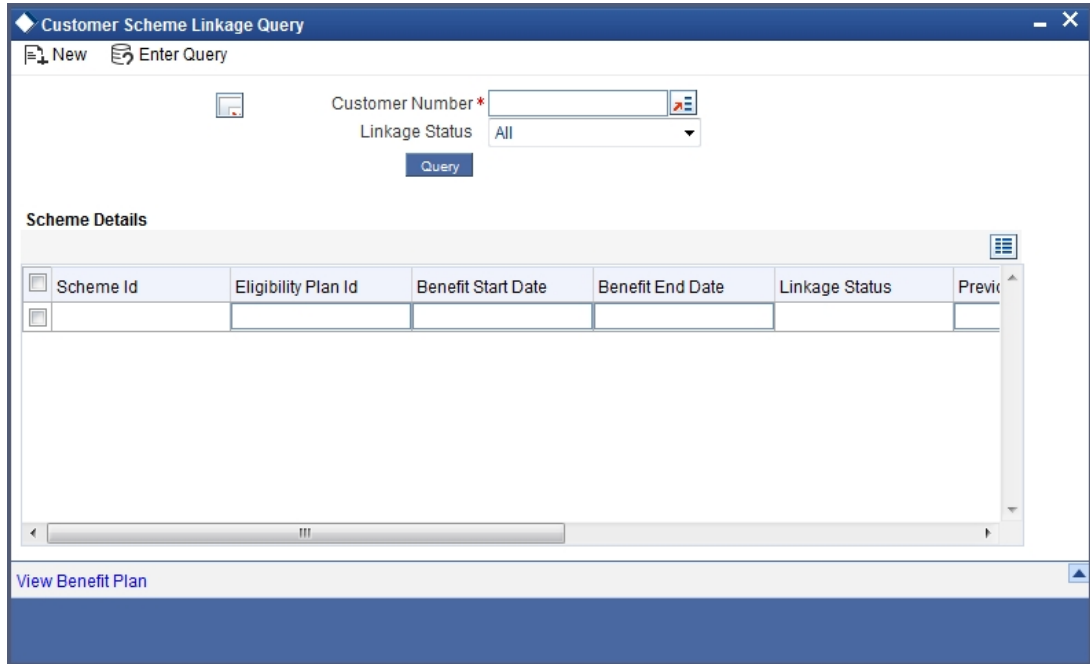 Customer Scheme Linkage Query
New Enter Query
Customer Number *
Linkage Status All
Query
Scheme Details
Scheme Id Eligibility Plan Id Benefit Start Date Benefit End Date Linkage Status Previo
View Benefit Plan